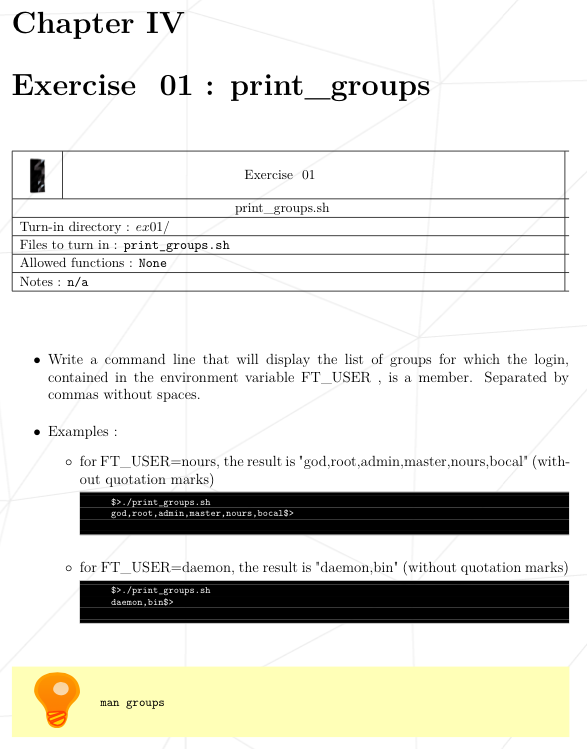 Chapter IV
Exercise 01 : print_groups
Exercise 01
print_groups.sh
Turn-in directory : ex01/
Files to turn in : print_groups.sh
Allowed functions : None
Notes : n/a
• Write a command line that will display the list of groups for which the login,
contained in the environment variable FT_USER , is a member. Separated by
commas without spaces.
• Examples :
◦ for FT_USER=nours, the result is "god,root,admin,master,nours,bocal" (with-
out quotation marks)
$>./print_groups.sh
god,root,admin,master,nours,bocal$>
◦ for FT_USER=daemon, the result is "daemon,bin" (without quotation marks)
$>./print_groups.sh
daemon,bin$>
man groups